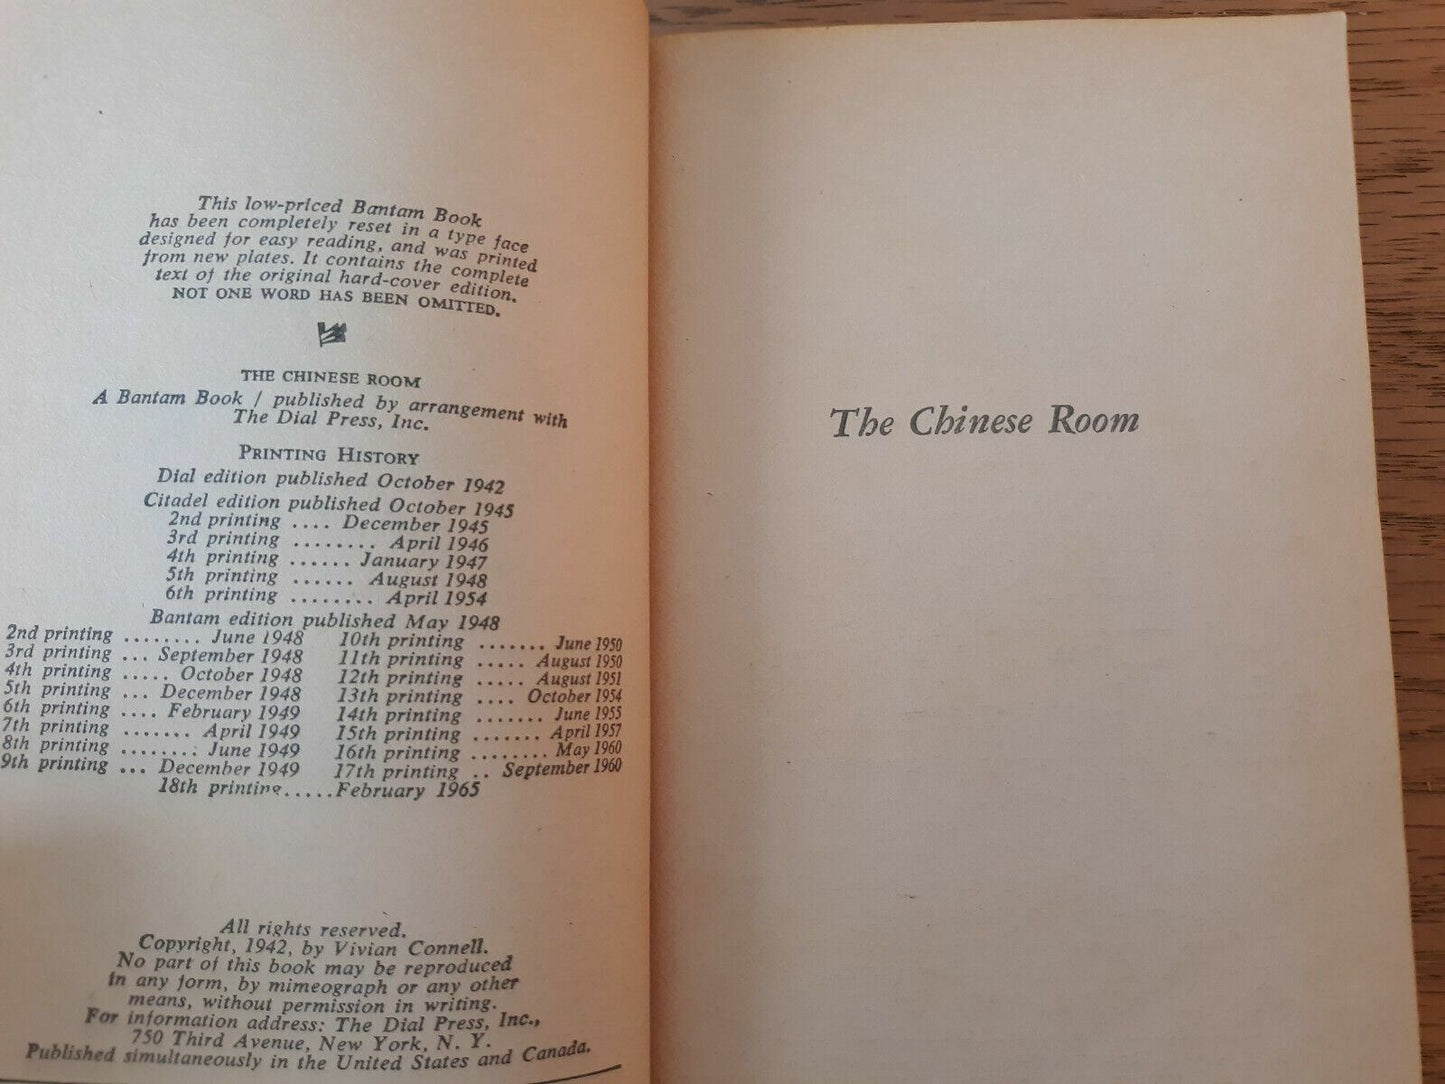 This low-priced Bantam Book
has been completely reset in a type face
designed for easy reading, and was printed
from new plates. It contains the complete
text of the original hard-cover edition.
NOT ONE WORD HAS BEEN OMITTED.
THE CHINESE ROOM
A Bantam Book / published by arrangement with
The Dial Press, Inc.
PRINTING HISTORY
Dial edition published October 1942
Citadel edition published October 1945
2nd printing .... December 1945
3rd printing ........ April 1946
4th printing ...... January 1947
5th printing ...... August 1948
6th printing ........ April 1954
Bantam edition published May 1948
2nd printing ........ June 1948
3rd printing ... September 1948
4th printing ..... October 1948
5th printing ... December 1948
6th printing .... February 1949
7th printing ....... April 1949
8th printing ........ June 1949
9th printing ... December 1949
10th printing ....... June 1950
11th printing ..... August 1950
12th printing ..... August 1951
13th printing .... October 1954
14th printing ....... June 1955
15th printing ....... April 1957
16th printing ........ May 1960
17th printing .. September 1960
18th printing.....February 1965
All rights reserved.
Copyright, 1942, by Vivian Connell.
No part of this book may be reproduced
in any form, by mimeograph or any other
means, without permission in writing.
For information address: The Dial Press, Inc.,
750 Third Avenue, New York, N. Y.
Published simultaneously in the United States and Canada.
The Chinese Room